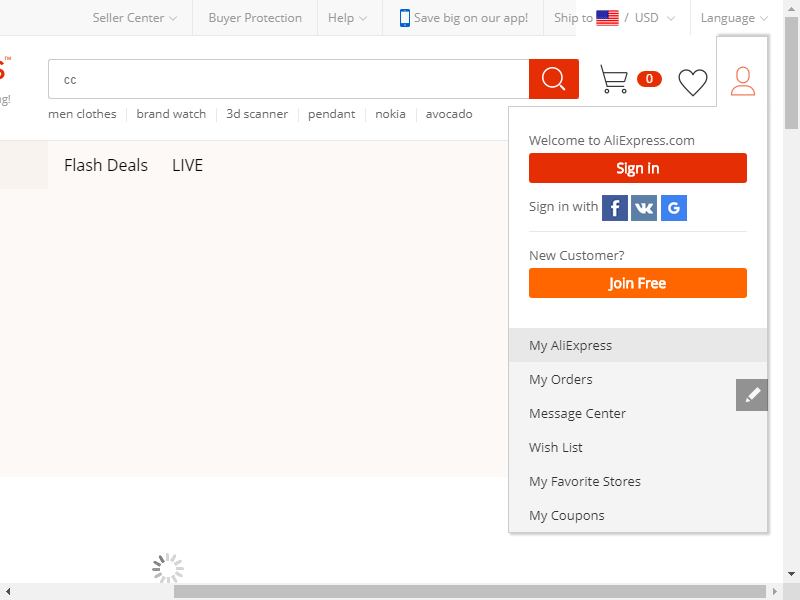 Seller Center
Buyer Protection
Help
Save big on our app!
Ship to / USD
Language
S™
ng!
cc
0
men clothes
brand watch
3d scanner
pendant
nokia
avocado
Flash Deals
LIVE
Welcome to AliExpress.com
Sign in
Sign in with f VK G
New Customer?
Join Free
My AliExpress
My Orders
Message Center
Wish List
My Favorite Stores
My Coupons